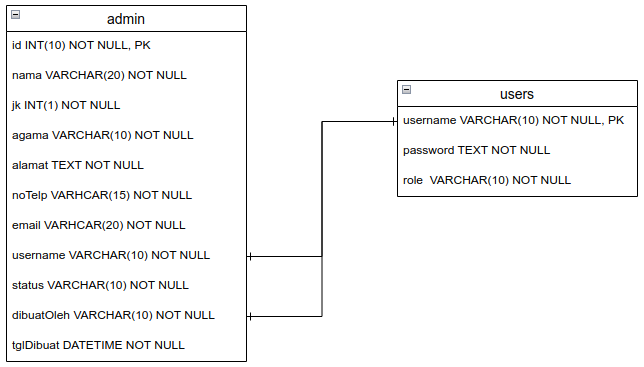 admin
id INT(10) NOT NULL, PK
nama VARCHAR(20) NOT NULL
jk INT(1) NOT NULL
agama VARCHAR(10) NOT NULL
alamat TEXT NOT NULL
noTelp VARHCAR(15) NOT NULL
email VARHCAR(20) NOT NULL
username VARCHAR(10) NOT NULL
status VARCHAR(10) NOT NULL
dibuatOleh VARCHAR(10) NOT NULL
tglDibuat DATETIME NOT NULL
users
username VARCHAR(10) NOT NULL, PK
password TEXT NOT NULL
role VARCHAR(10) NOT NULL